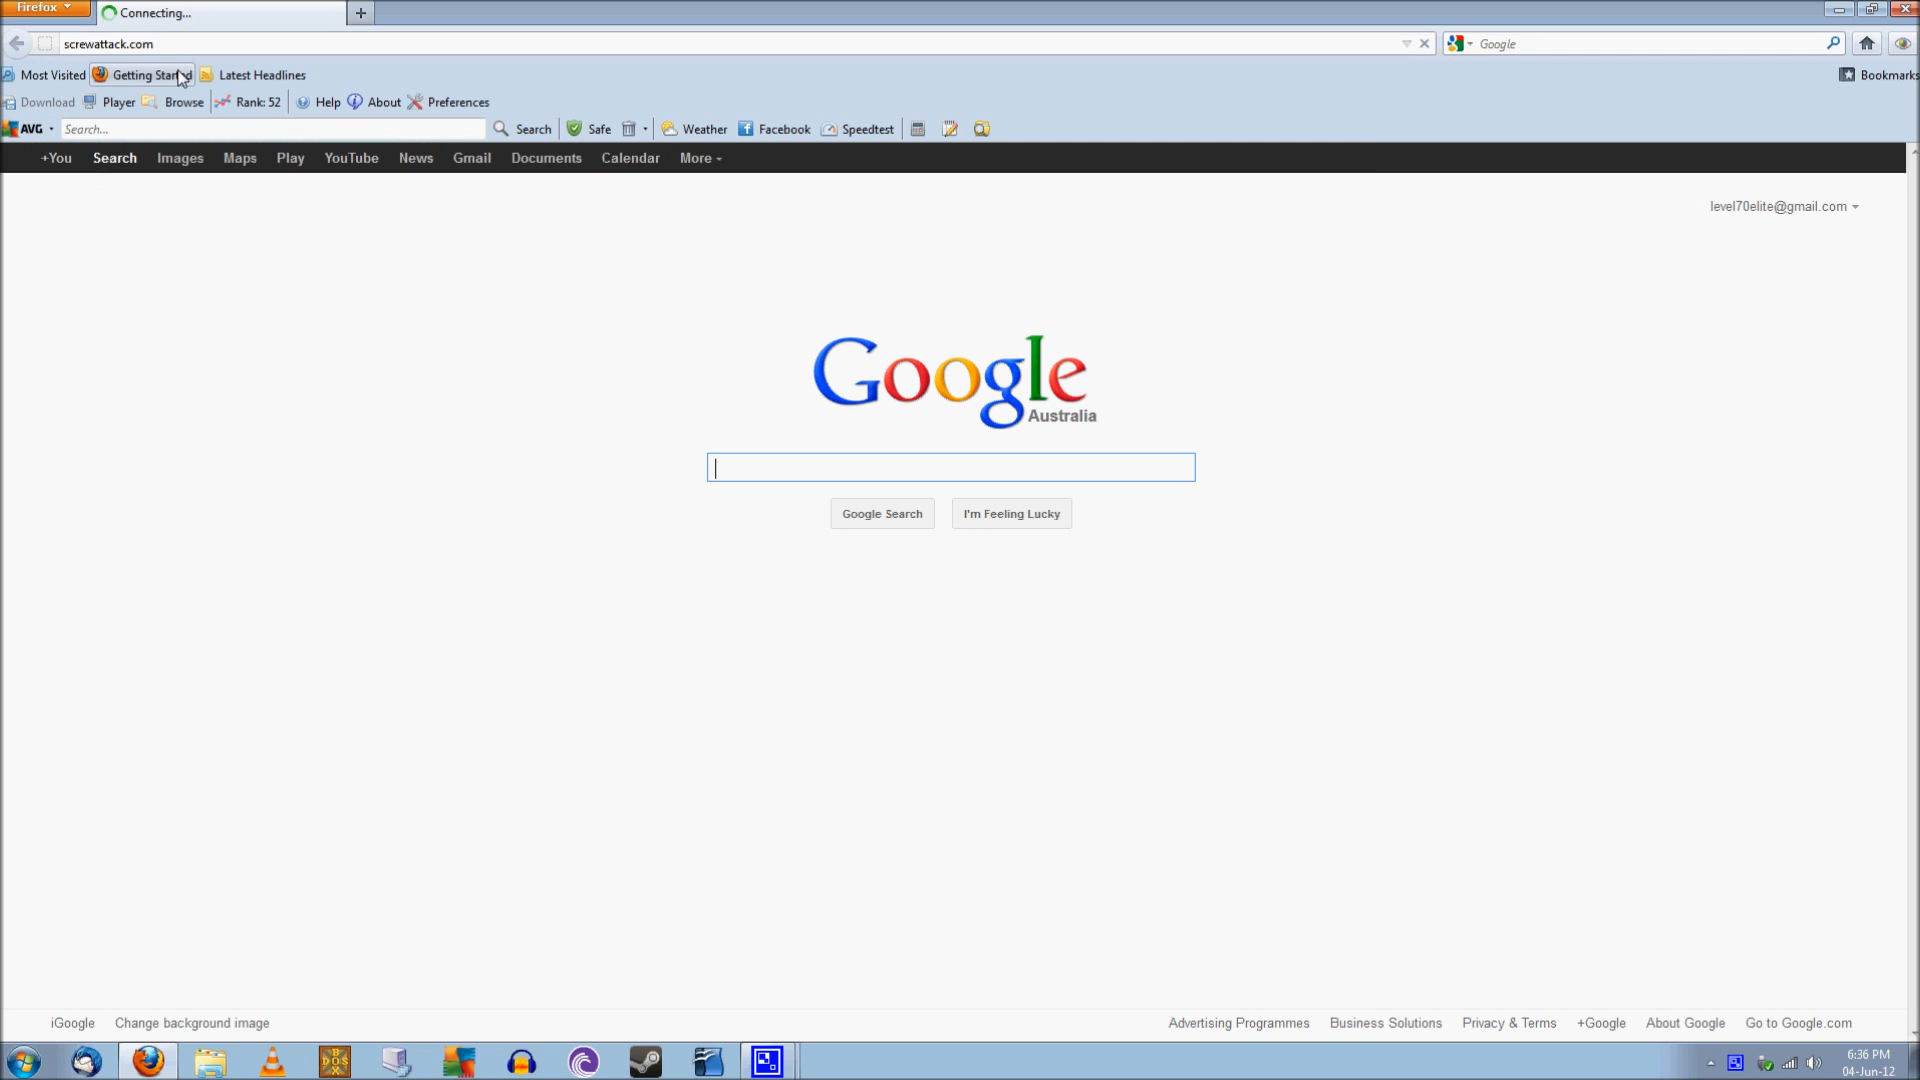 Firefox
Connecting...
screwattack.com
Google
Most Visited Getting Started Latest Headlines Bookmarks
Download Player Browse Rank: 52 Help About Preferences
AVG Search... Search Safe Weather Facebook Speedtest
+You Search Images Maps Play YouTube News Gmail Documents Calendar More
level70elite@gmail.com
Google
Australia
Google Search I'm Feeling Lucky
iGoogle Change background image Advertising Programmes Business Solutions Privacy & Terms +Google About Google Go to Google.com
DOS
6:36 PM
04-Jun-12